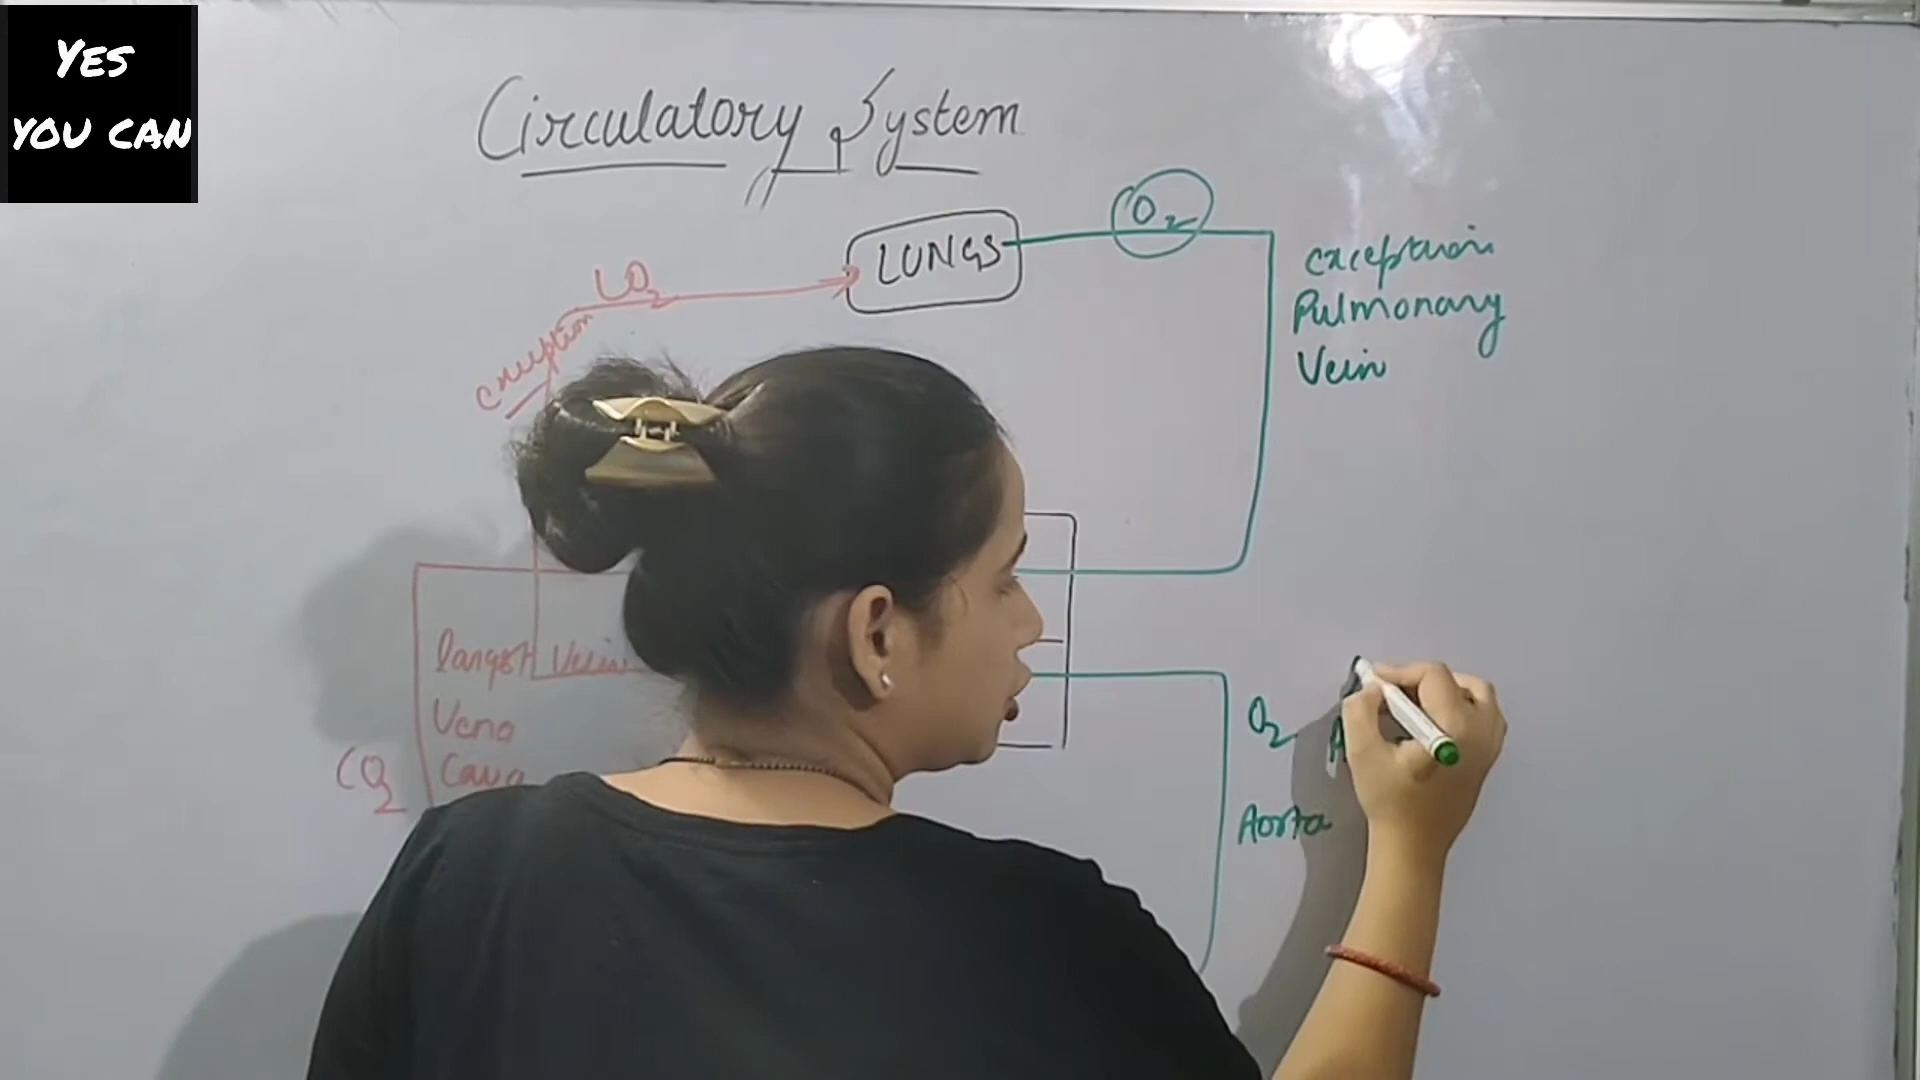 YES
YOU CAN
Circulatory System
LUNGS
O2
CO2
exception
Pulmonary
Vein
exception
largest Vein
Vena
Cava
CO2
O2
Aorta